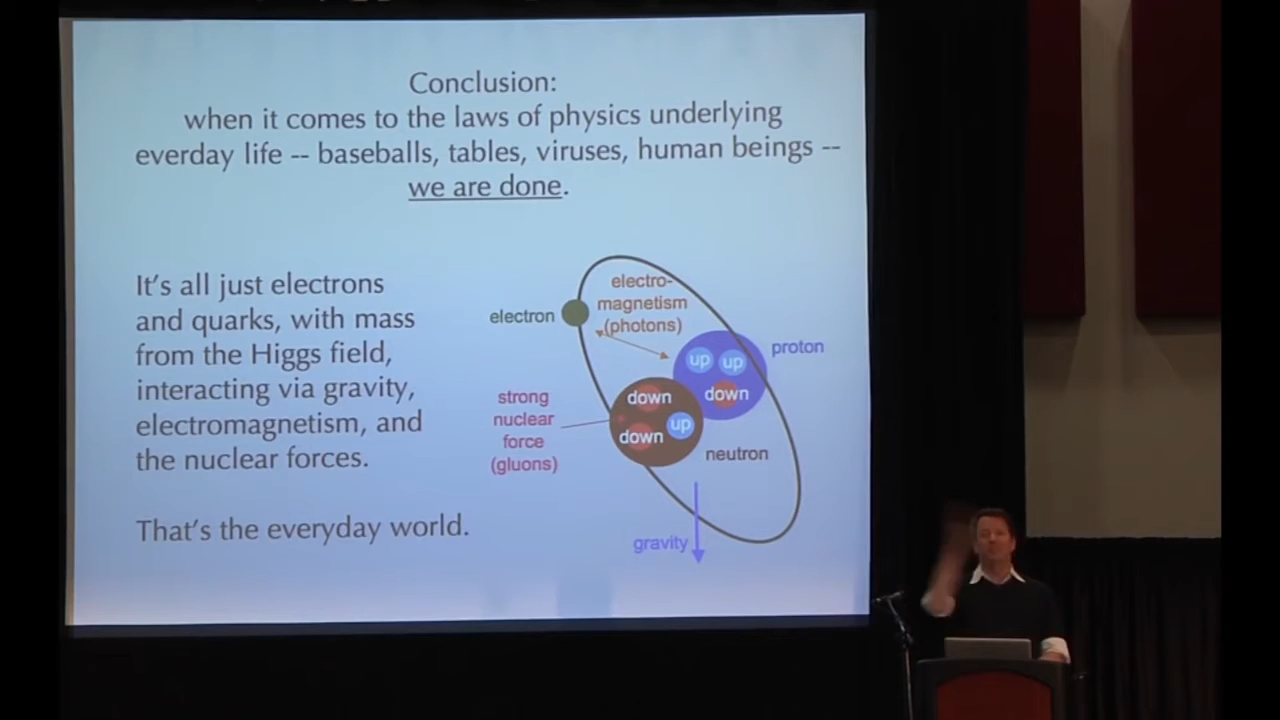 Conclusion:
when it comes to the laws of physics underlying
everday life -- baseballs, tables, viruses, human beings --
we are done.
It's all just electrons
and quarks, with mass
from the Higgs field,
interacting via gravity,
electromagnetism, and
the nuclear forces.
That's the everyday world.
electro-
magnetism
(photons)
electron
proton
up up
down
strong
nuclear
force
(gluons)
down
up
down
neutron
gravity